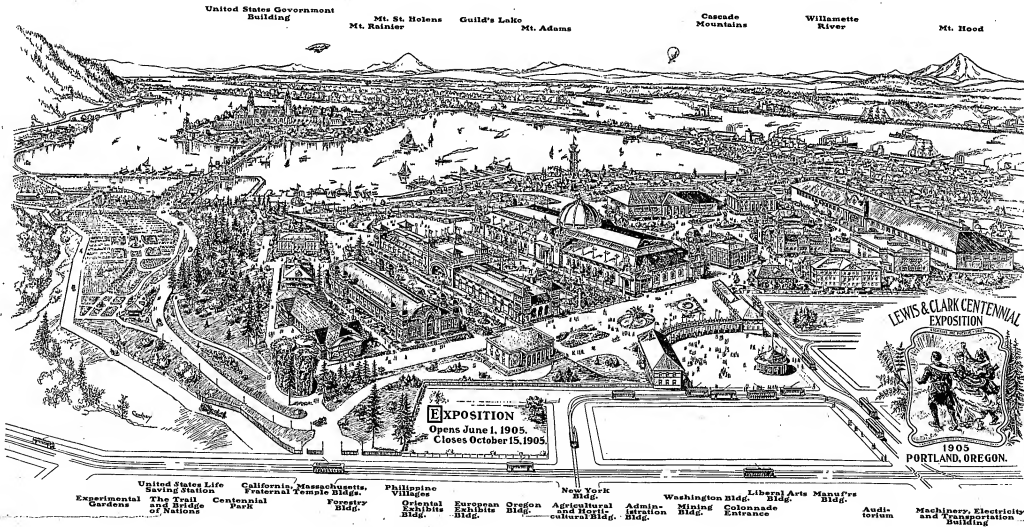 United States Government
Building
Mt. St. Helens
Mt. Rainier
Guild's Lake
Mt. Adams
Cascade
Mountains
Willamette
River
Mt. Hood
LEWIS & CLARK CENTENNIAL
EXPOSITION
1905
PORTLAND, OREGON.
EXPOSITION
Opens June 1, 1905.
Closes October 15, 1905.
Experimental
Gardens
United States Life
Saving Station
The Trail
and Bridge
of Nations
Centennial
Park
California, Massachusetts,
Fraternal Temple Bldgs.
Forestry
Bldg.
Philippine
Villages
Oriental
Exhibits
Bldg.
European
Exhibits
Bldg.
Oregon
Bldg.
New York
Bldg.
Agricultural
and Horti-
cultural Bldg.
Admin-
istration
Bldg.
Washington Bldg.
Mining
Bldg.
Colonnade
Entrance
Liberal Arts
Manuf'rs
Bldg.
Audi-
torium
Machinery, Electricity
and Transportation
Building